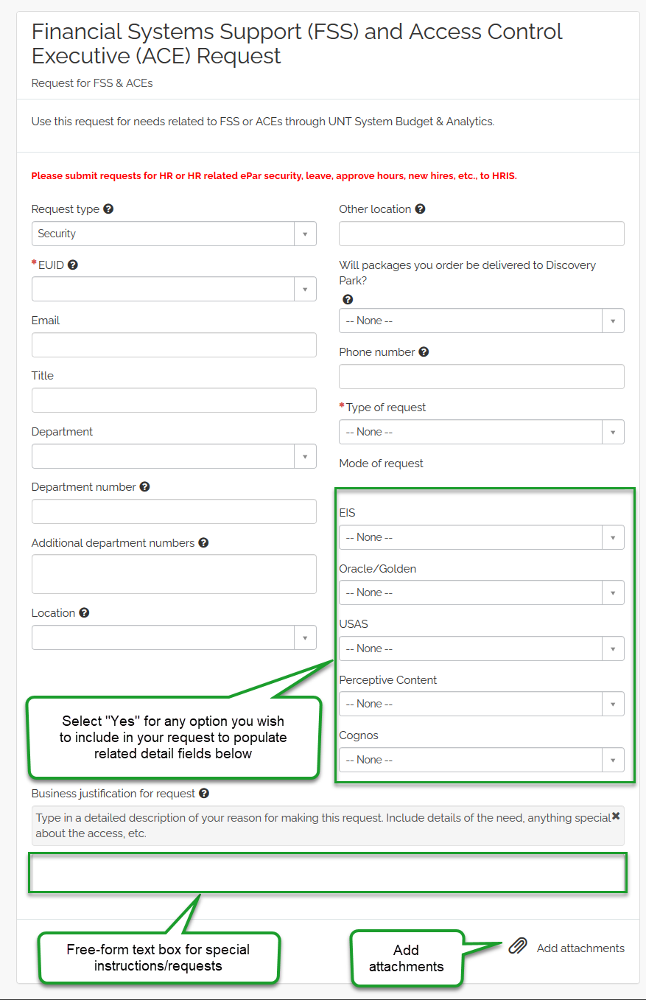 Financial Systems Support (FSS) and Access Control
Executive (ACE) Request
Request for FSS & ACEs
Use this request for needs related to FSS or ACEs through UNT System Budget & Analytics.
Please submit requests for HR or HR related ePar security, leave, approve hours, new hires, etc., to HRIS.
Request type
Security
* EUID
Email
Title
Department
Department number
Additional department numbers
Location
Other location
Will packages you order be delivered to Discovery
Park?
-- None --
Phone number
* Type of request
-- None --
Mode of request
EIS
-- None --
Oracle/Golden
-- None --
USAS
-- None --
Perceptive Content
-- None --
Cognos
-- None --
Select "Yes" for any option you wish
to include in your request to populate
related detail fields below
Business justification for request
Type in a detailed description of your reason for making this request. Include details of the need, anything special
about the access, etc.
Free-form text box for special
instructions/requests
Add
attachments
Add attachments